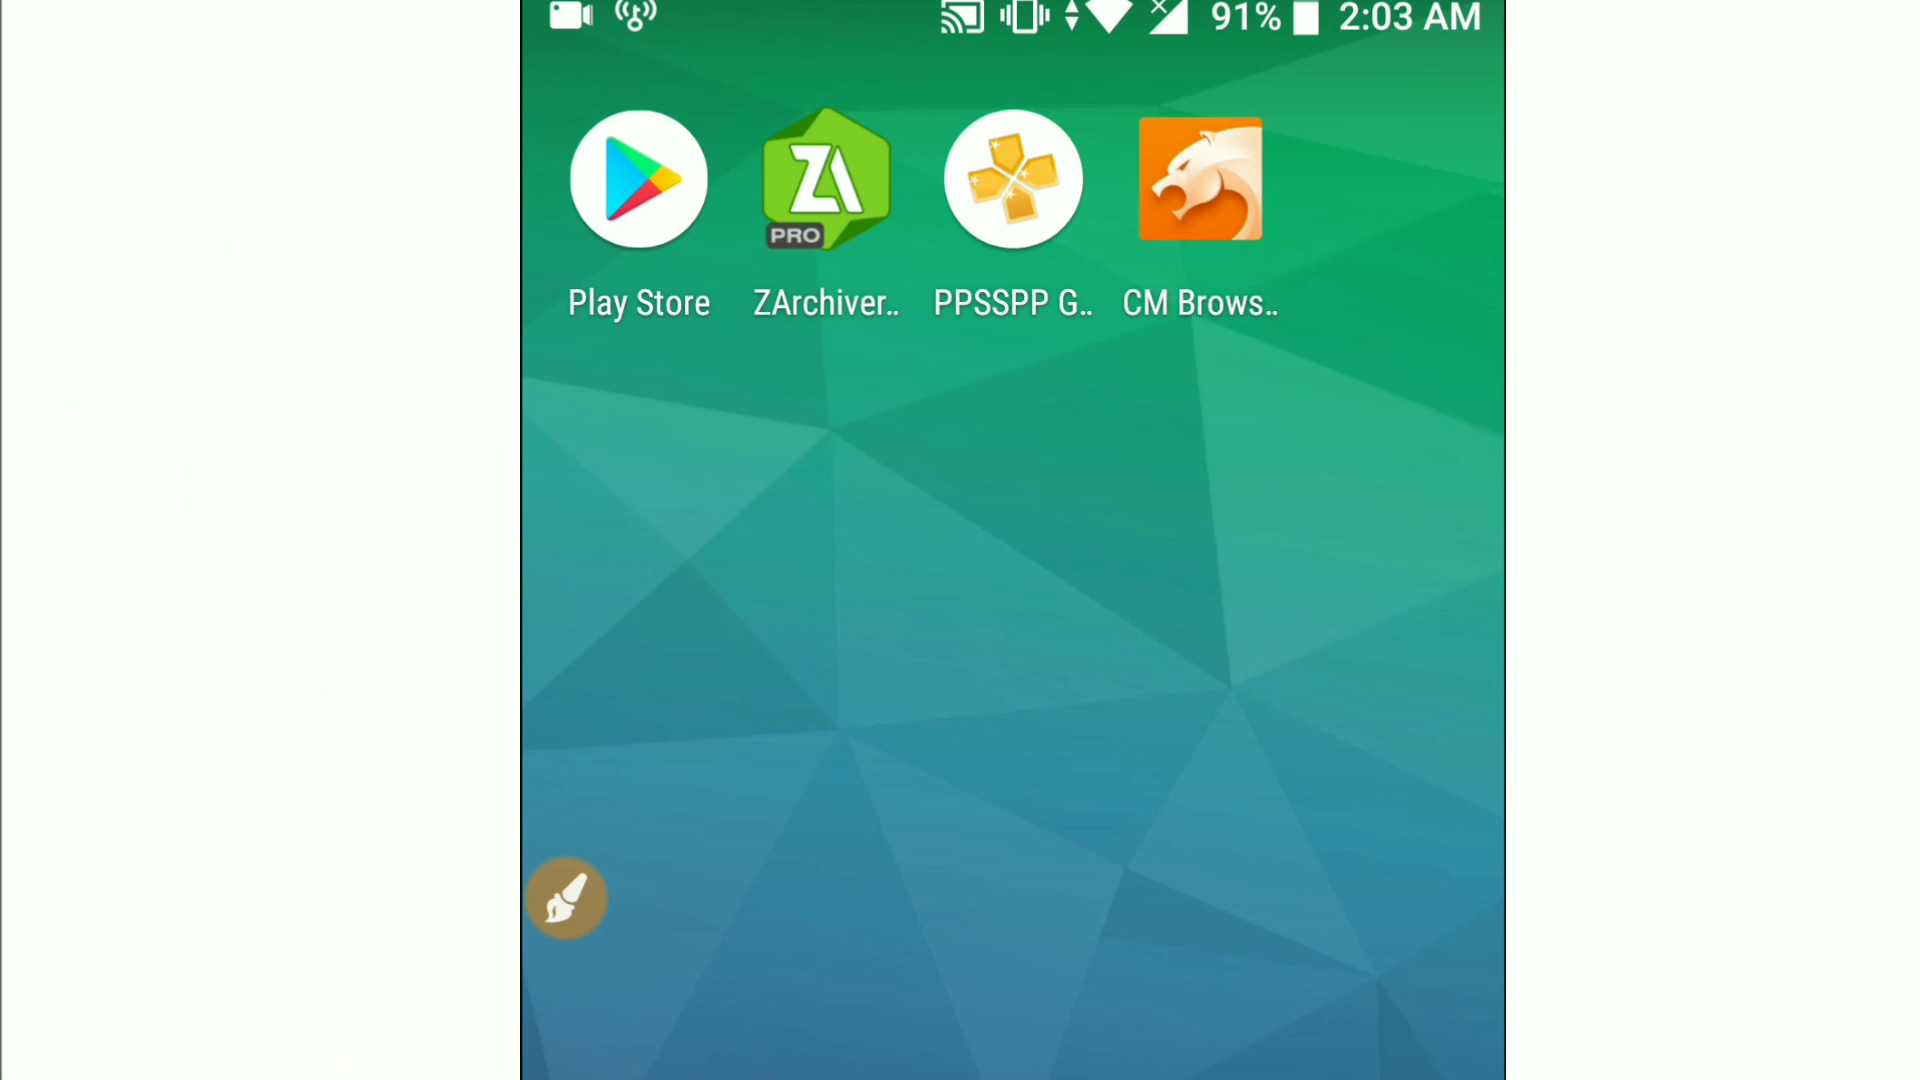 91% 2:03 AM
ZA
PRO
Play Store ZArchiver.. PPSSPP G.. CM Brows..